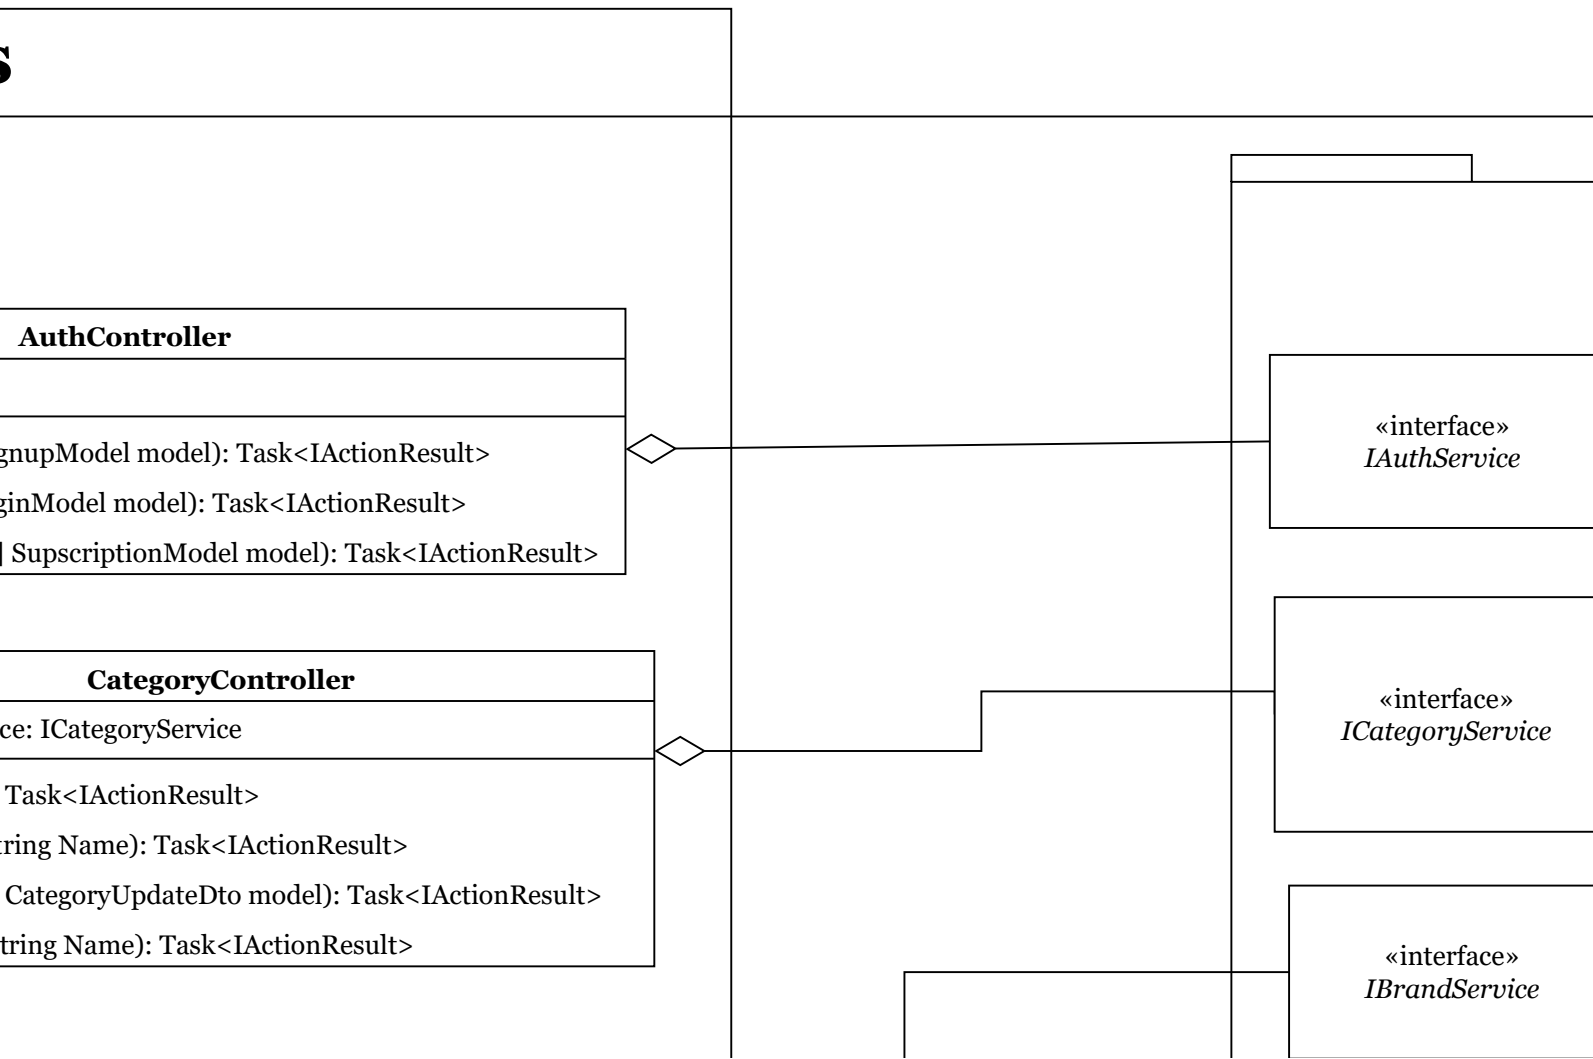 s
AuthController
gnupModel model): Task<IActionResult>
ginModel model): Task<IActionResult>
] SupscriptionModel model): Task<IActionResult>
CategoryController
ce: ICategoryService
Task<IActionResult>
tring Name): Task<IActionResult>
CategoryUpdateDto model): Task<IActionResult>
tring Name): Task<IActionResult>
«interface»
IAuthService
«interface»
ICategoryService
«interface»
IBrandService